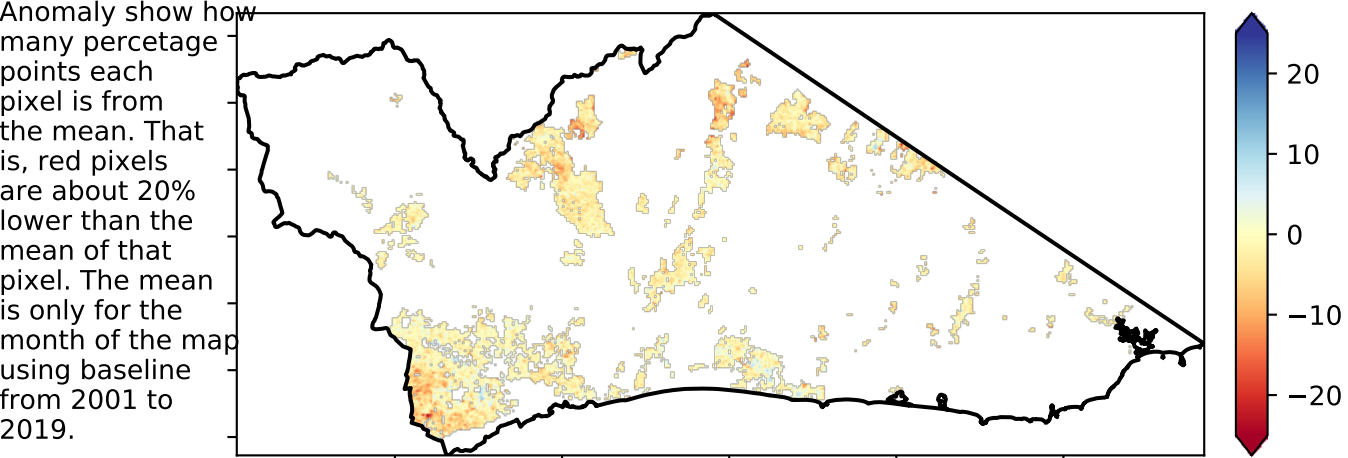 Anomaly show how
many percetage
points each
pixel is from
the mean. That
is, red pixels
are about 20%
lower than the
mean of that
pixel. The mean
is only for the
month of the map
using baseline
from 2001 to
2019.
20
10
0
−10
−20